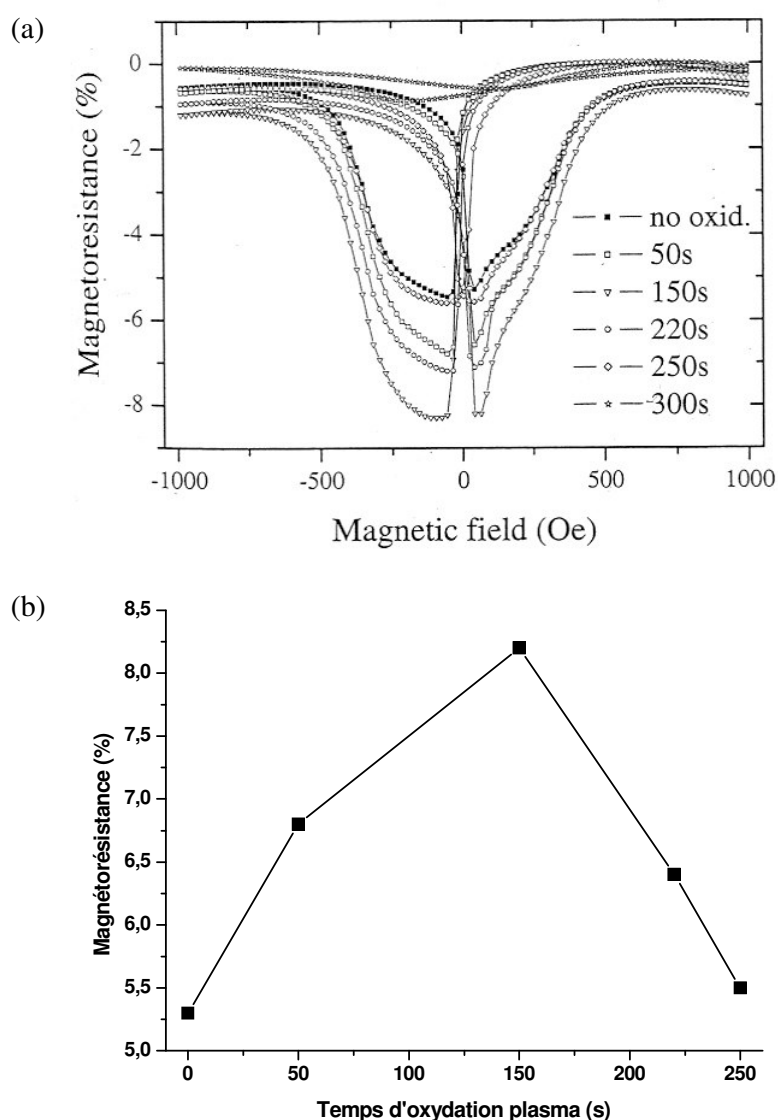 (a)
0
-2
-4
-6
-8
Magnetoresistance (%)
no oxid.
50s
150s
220s
250s
300s
-1000
-500
0
500
1000
Magnetic field (Oe)
(b)
8,5
8,0
7,5
7,0
6,5
6,0
5,5
5,0
Magnétorésistance (%)
0
50
100
150
200
250
Temps d'oxydation plasma (s)